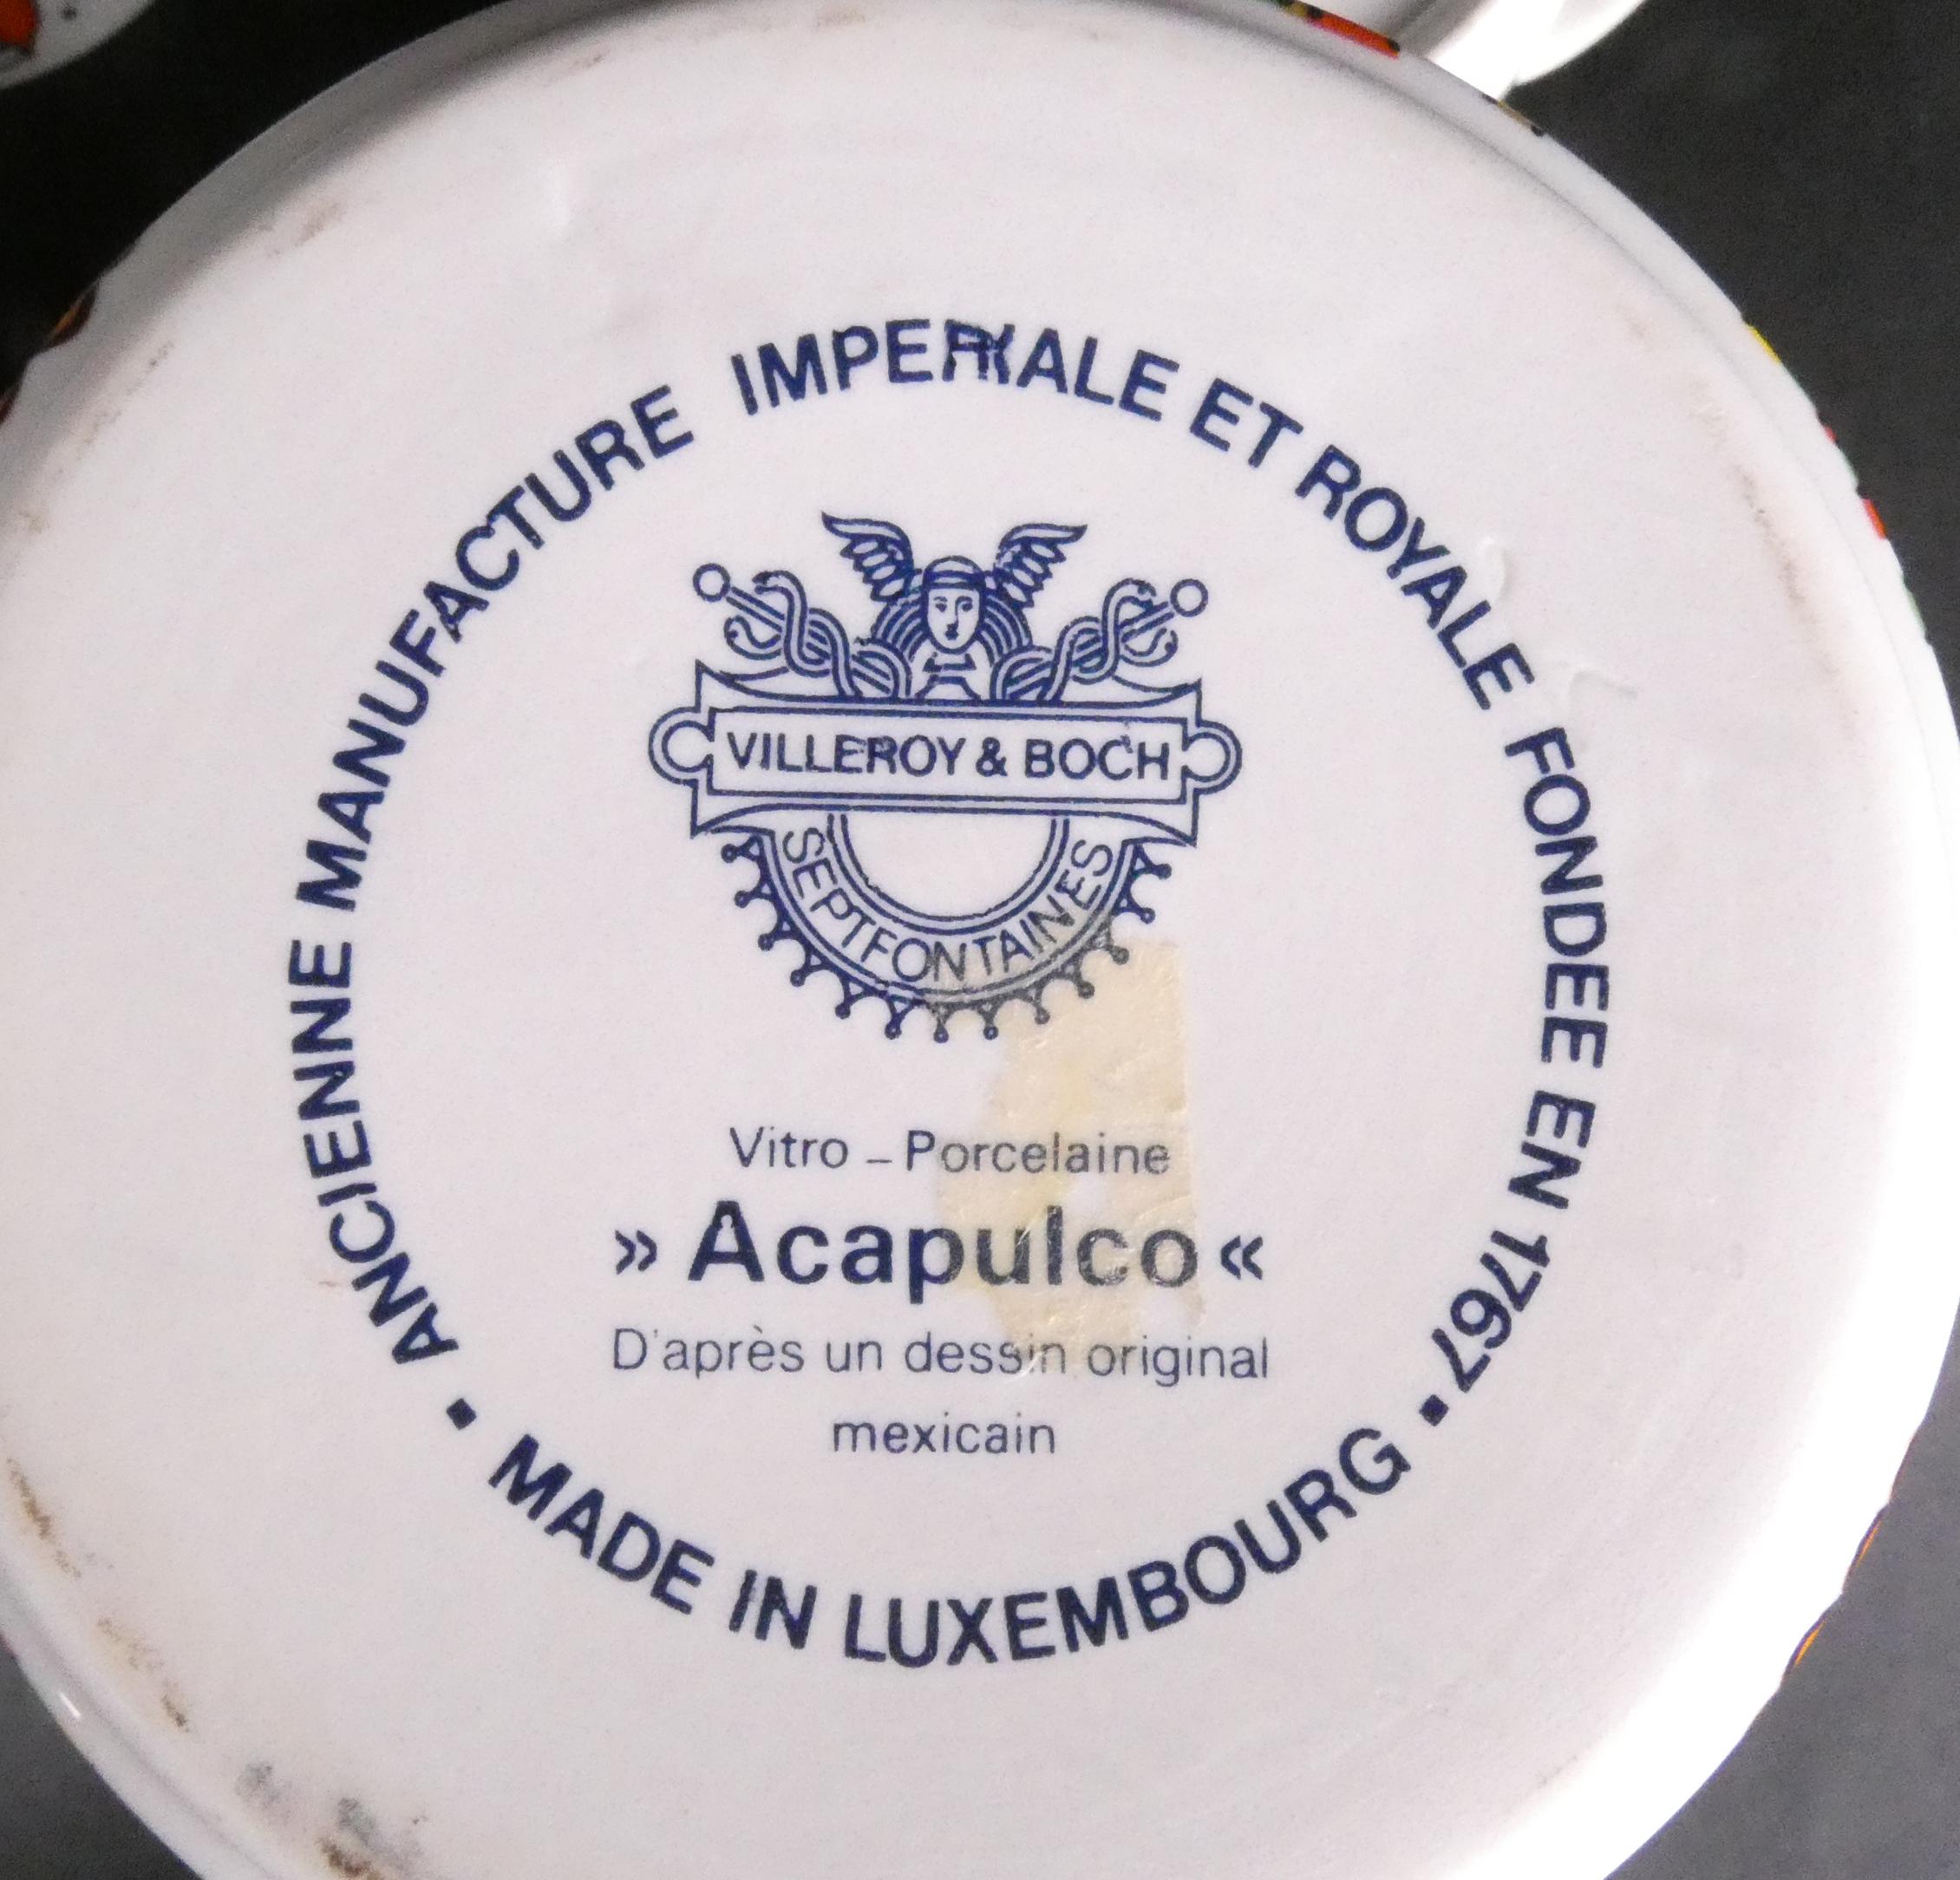 ANCIENNE MANUFACTURE IMPERIALE ET ROYALE FONDEE EN 1767 •
VILLEROY & BOCH
SEPTFONTAINES
Vitro – Porcelaine
» Acapulco «
D'après un dessin original
mexicain
• MADE IN LUXEMBOURG